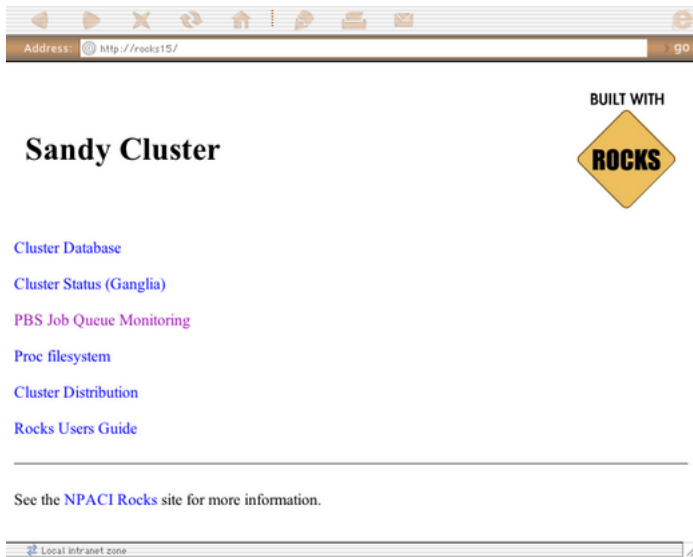 Address: http://rocks15/ go
BUILT WITH
ROCKS
Sandy Cluster
Cluster Database
Cluster Status (Ganglia)
PBS Job Queue Monitoring
Proc filesystem
Cluster Distribution
Rocks Users Guide
See the NPACI Rocks site for more information.
Local intranet zone